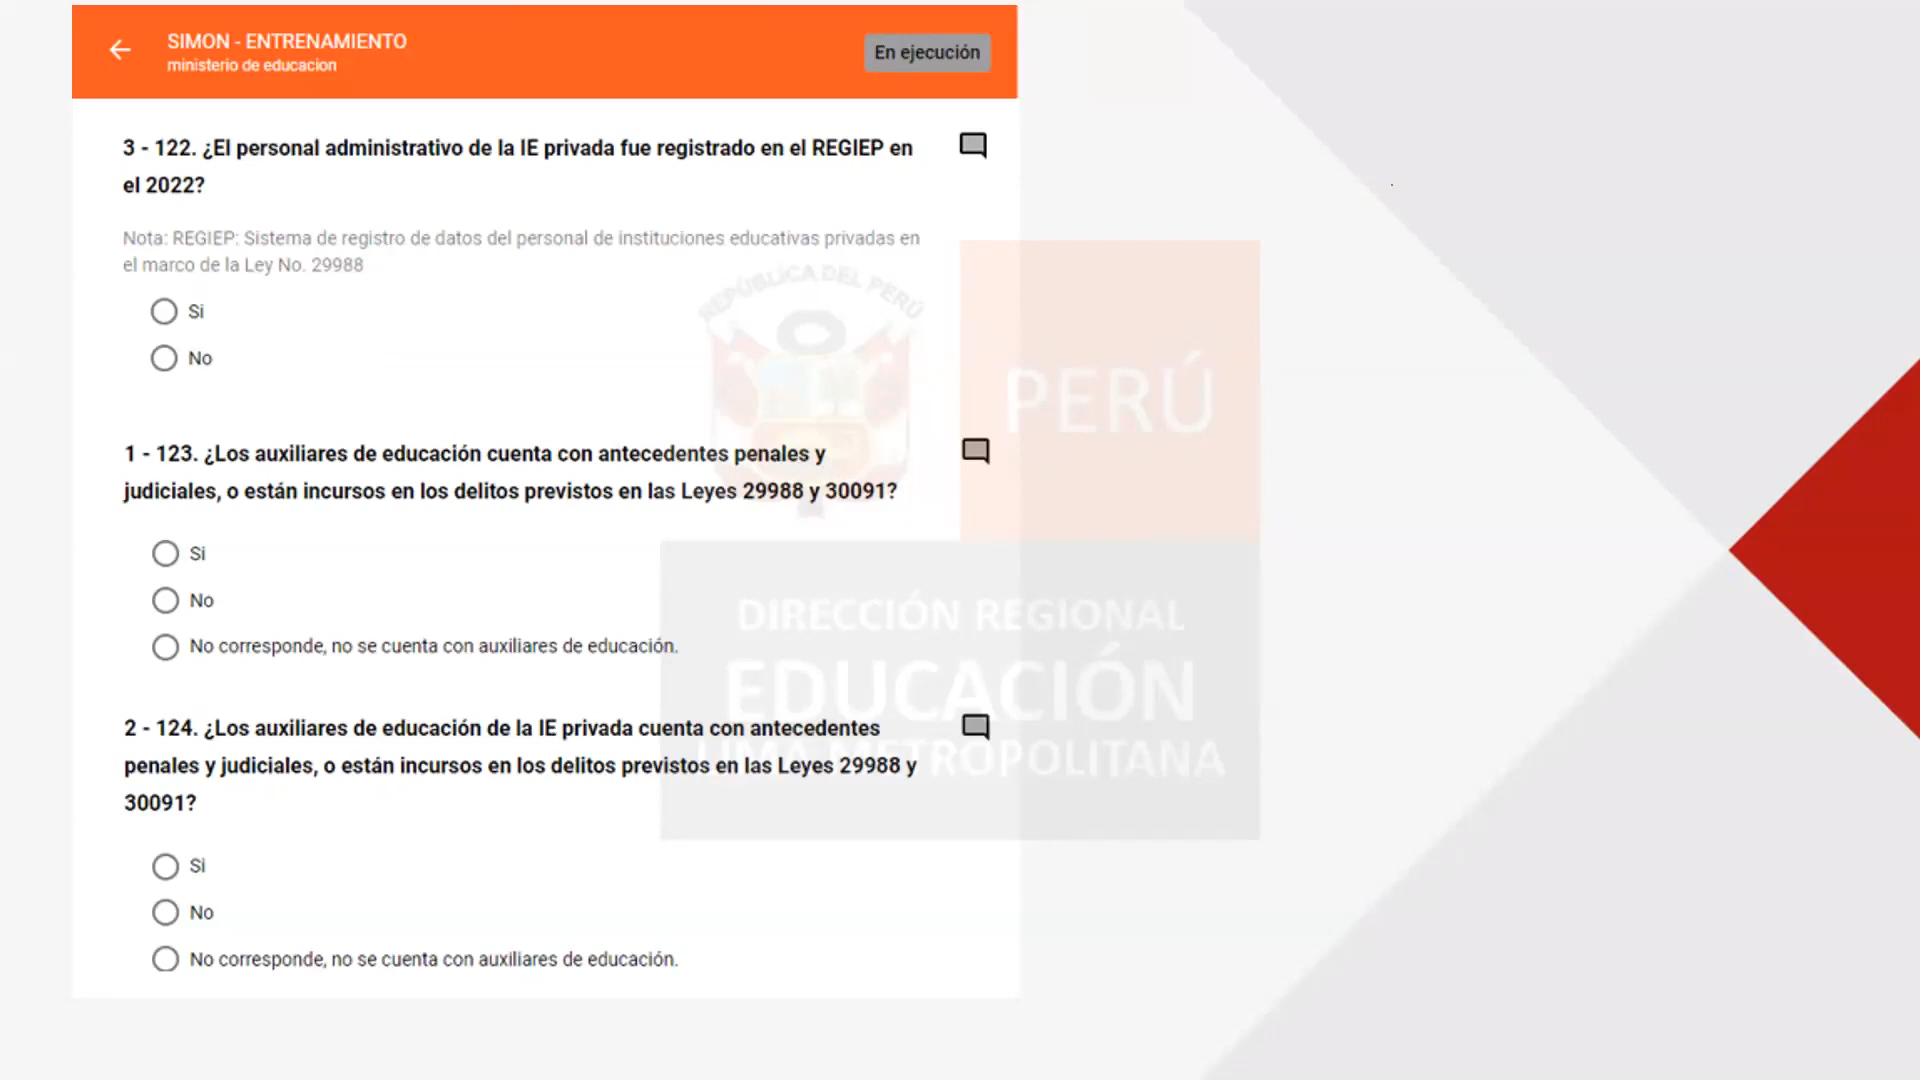 SIMON - ENTRENAMIENTO
ministerio de educacion
En ejecución
3 - 122. ¿El personal administrativo de la IE privada fue registrado en el REGIEP en
el 2022?
Nota: REGIEP: Sistema de registro de datos del personal de instituciones educativas privadas en
el marco de la Ley No. 29988
Si
No
1 - 123. ¿Los auxiliares de educación cuenta con antecedentes penales y
judiciales, o están incursos en los delitos previstos en las Leyes 29988 y 30091?
Si
No
No corresponde, no se cuenta con auxiliares de educación.
2 - 124. ¿Los auxiliares de educación de la IE privada cuenta con antecedentes
penales y judiciales, o están incursos en los delitos previstos en las Leyes 29988 y
30091?
Si
No
No corresponde, no se cuenta con auxiliares de educación.
REPÚBLICA DEL PERÚ
PERÚ
DIRECCIÓN REGIONAL
EDUCACIÓN
LIMA METROPOLITANA